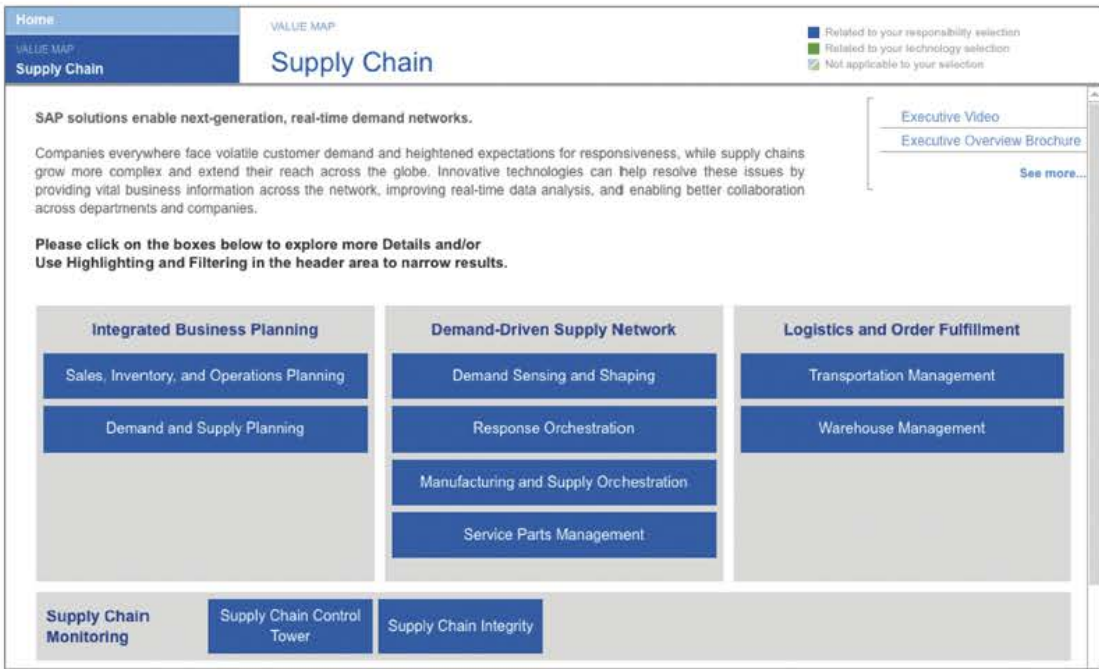 Home
VALUE MAP
Supply Chain
VALUE MAP
Supply Chain
Related to your responsibility selection
Related to your technology selection
Not applicable to your selection
SAP solutions enable next-generation, real-time demand networks.
Companies everywhere face volatile customer demand and heightened expectations for responsiveness, while supply chains
grow more complex and extend their reach across the globe. Innovative technologies can help resolve these issues by
providing vital business information across the network, improving real-time data analysis, and enabling better collaboration
across departments and companies.
Please click on the boxes below to explore more Details and/or
Use Highlighting and Filtering in the header area to narrow results.
Executive Video
Executive Overview Brochure
See more...
Integrated Business Planning
Sales, Inventory, and Operations Planning
Demand and Supply Planning
Demand-Driven Supply Network
Demand Sensing and Shaping
Response Orchestration
Manufacturing and Supply Orchestration
Service Parts Management
Logistics and Order Fulfillment
Transportation Management
Warehouse Management
Supply Chain
Monitoring
Supply Chain Control
Tower
Supply Chain Integrity